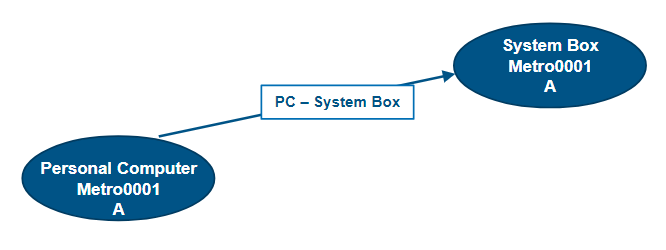 System Box
Metro0001
A
PC – System Box
Personal Computer
Metro0001
A